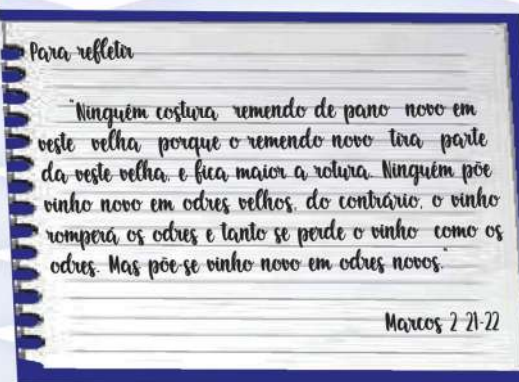 Para refletir
"Ninguém costura remendo de pano novo em
veste velha porque o remendo novo tira parte
da veste velha, e fica maior a rotura. Ninguém põe
vinho novo em odres velhos, do contrário, o vinho
romperá os odres e tanto se perde o vinho como os
odres. Mas põe-se vinho novo em odres novos."
Marcos 2 21-22